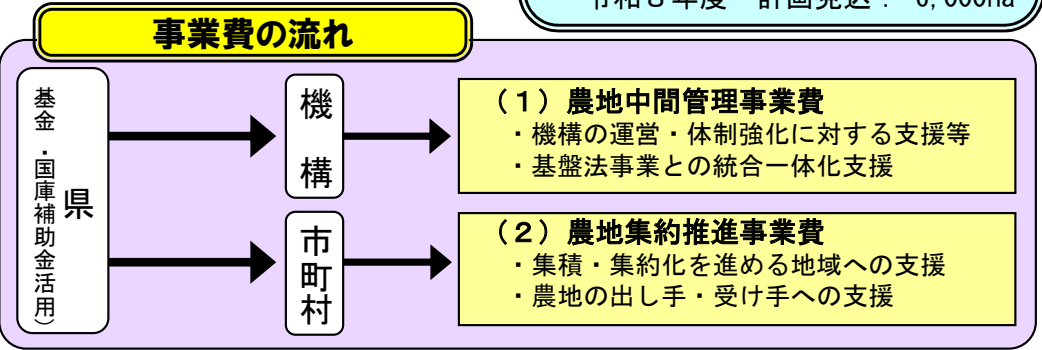 計画見込：
事業費の流れ
県
基金・国庫補助金活用）
機構
（１）農地中間管理事業費
・機構の運営・体制強化に対する支援等
・基盤法事業との統合一体化支援
市町村
（２）農地集約推進事業費
・集積・集約化を進める地域への支援
・農地の出し手・受け手への支援